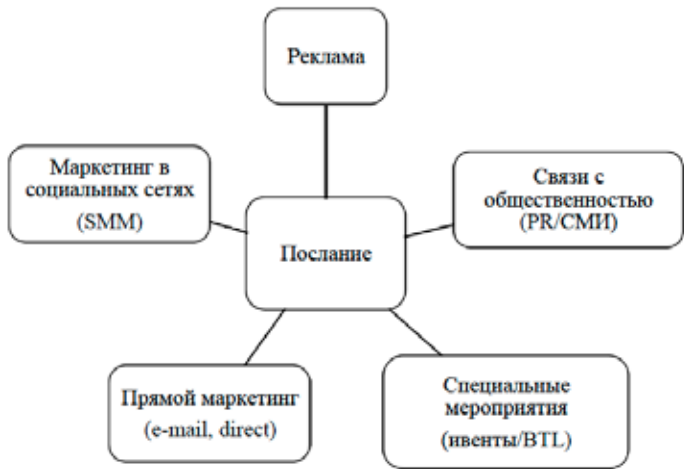 Реклама
Маркетинг в
социальных сетях
(SMM)
Связи с
общественностью
(PR/СМИ)
Послание
Прямой маркетинг
(e-mail, direct)
Специальные
мероприятия
(ивенты/BTL)